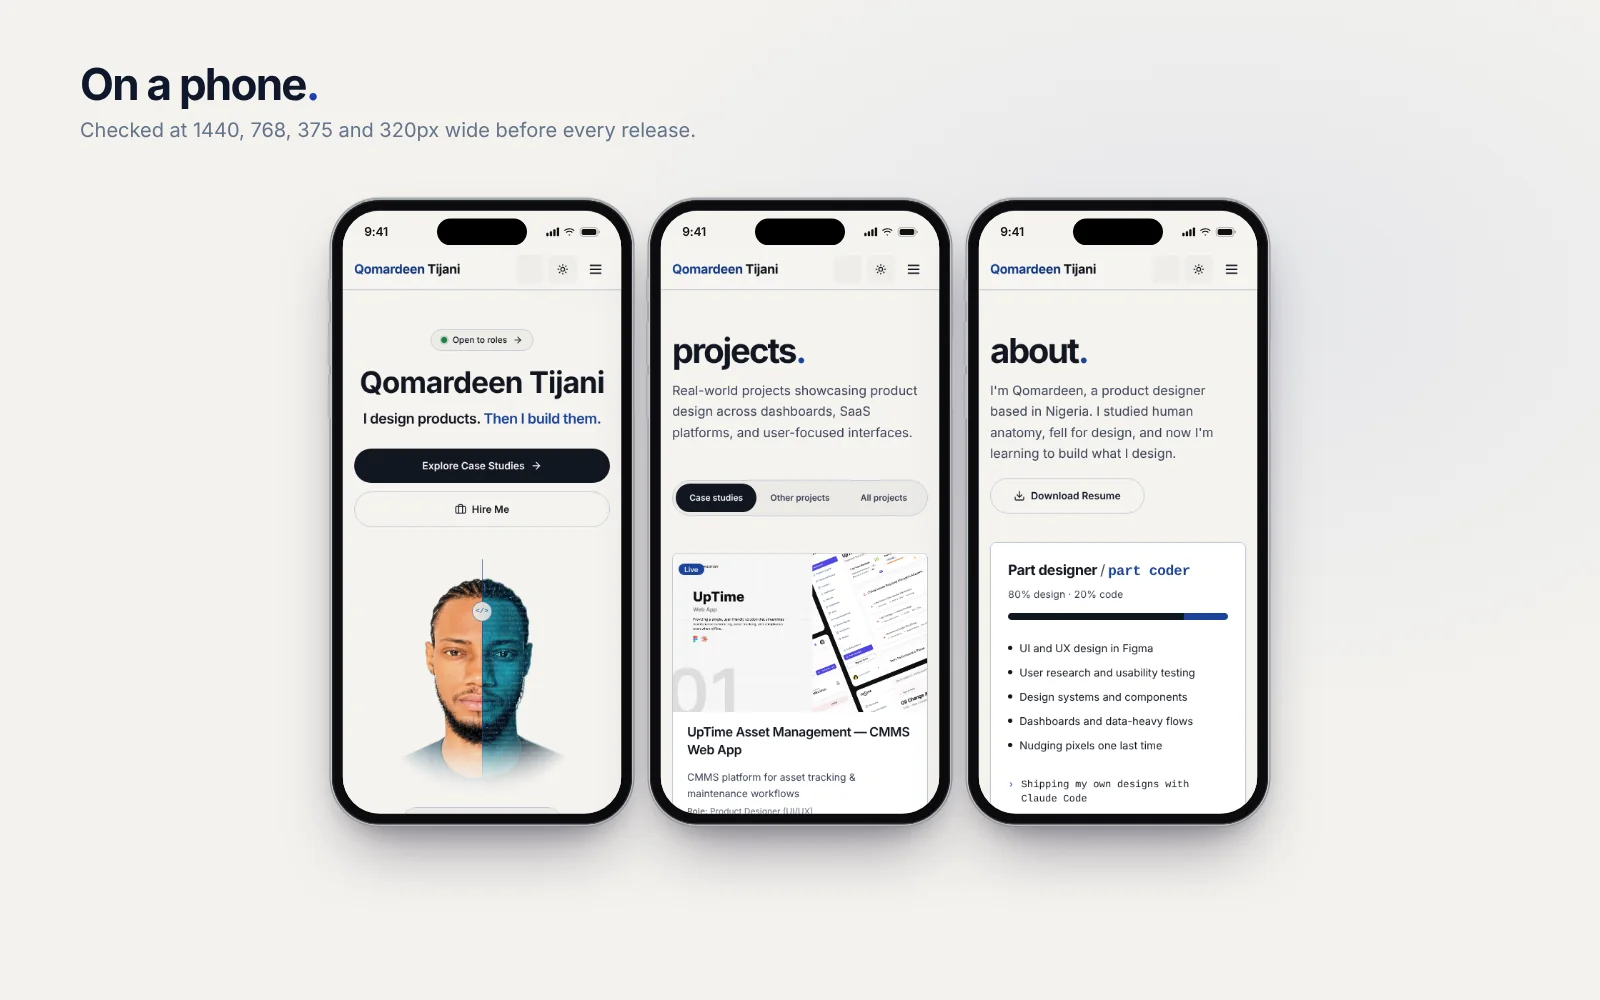 On a phone.
Checked at 1440, 768, 375 and 320px wide before every release.
9:41
Qomardeen Tijani
Open to roles →
Qomardeen Tijani
I design products. Then I build them.
Explore Case Studies →
Hire Me
</>
9:41
Qomardeen Tijani
projects.
Real-world projects showcasing product
design across dashboards, SaaS
platforms, and user-focused interfaces.
Case studies
Other projects
All projects
Live
UpTime
Web App
01
UpTime Asset Management — CMMS
Web App
CMMS platform for asset tracking &
maintenance workflows
Role: Product Designer (UI/UX)
9:41
Qomardeen Tijani
about.
I'm Qomardeen, a product designer
based in Nigeria. I studied human
anatomy, fell for design, and now I'm
learning to build what I design.
Download Resume
Part designer / part coder
80% design · 20% code
• UI and UX design in Figma
• User research and usability testing
• Design systems and components
• Dashboards and data-heavy flows
• Nudging pixels one last time
› Shipping my own designs with
Claude Code